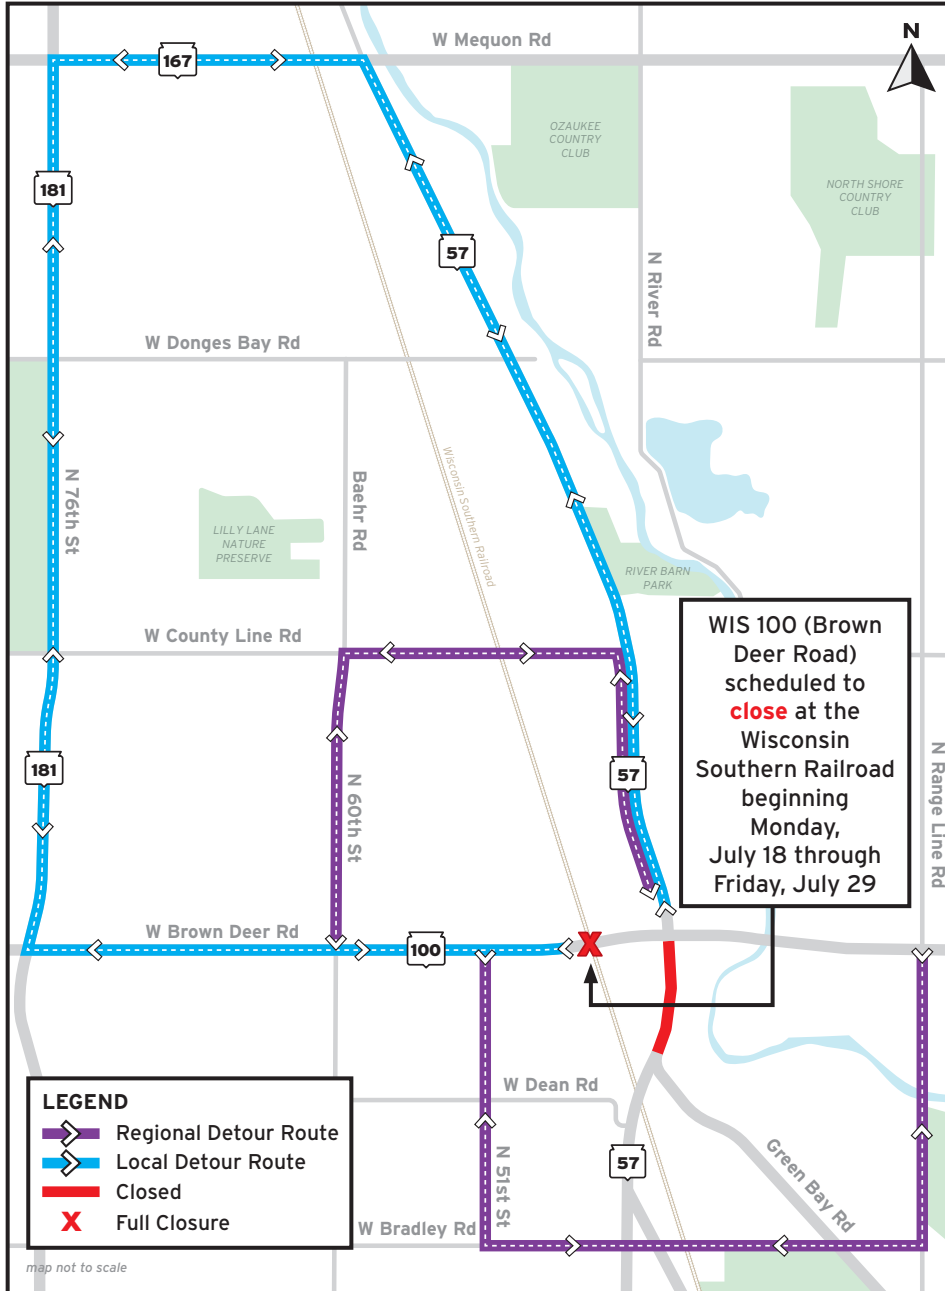 W Mequon Rd
N
167
OZAUKEE
COUNTRY
CLUB
181
NORTH SHORE
COUNTRY
CLUB
57
N River Rd
W Donges Bay Rd
N 76th St
Baehr Rd
Wisconsin Southern Railroad
LILLY LANE
NATURE
PRESERVE
RIVER BARN
PARK
W County Line Rd
WIS 100 (Brown
Deer Road)
scheduled to
close at the
Wisconsin
Southern Railroad
beginning
Monday,
July 18 through
Friday, July 29
181
N 60th St
57
N Range Line Rd
W Brown Deer Rd
100
X
W Dean Rd
LEGEND
Regional Detour Route
Local Detour Route
Closed
X Full Closure
N 51st St
57
Green Bay Rd
W Bradley Rd
map not to scale